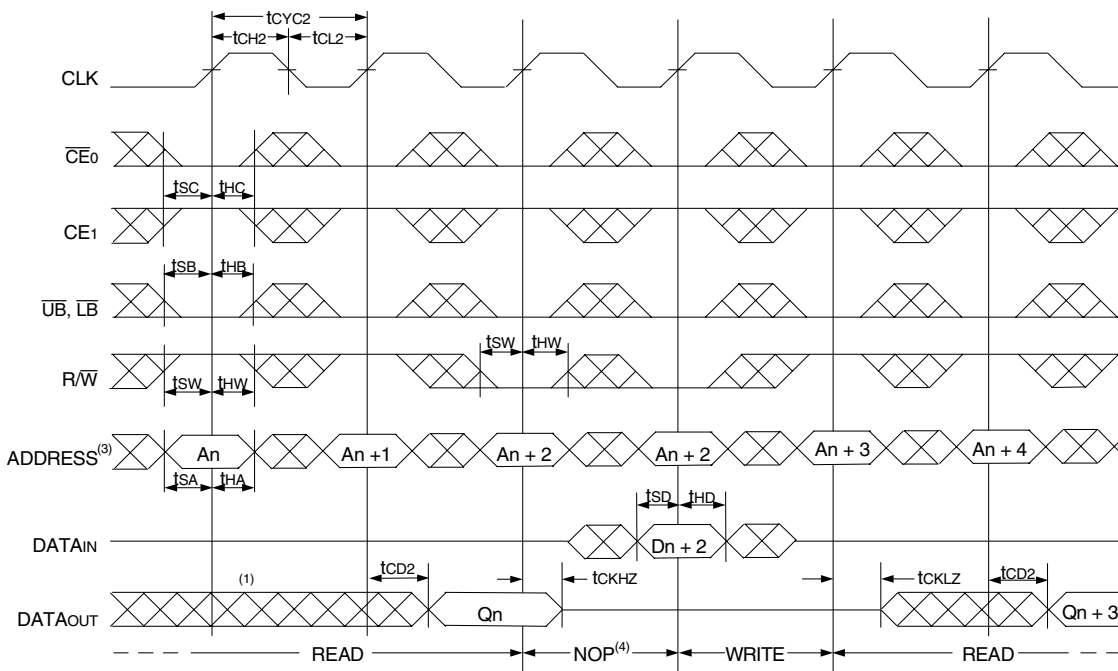 tCYC2
tCH2 tCL2
CLK
CE0
tSC tHC
CE1
tSB tHB
UB, LB
tSW tHW
R/W
tSW tHW
ADDRESS(3) An An +1 An + 2 An + 2 An + 3 An + 4
tSA tHA
tSD tHD
DATAIN Dn + 2
(1) tCD2 tCKHZ tCKLZ tCD2
DATAOUT Qn Qn + 3
READ NOP(4) WRITE READ